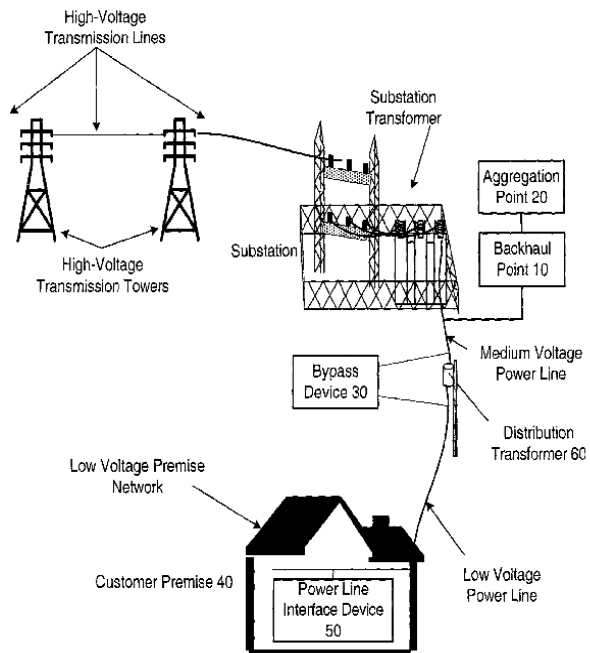 High-Voltage
Transmission Lines
Substation
Transformer
Aggregation
Point 20
Substation
Backhaul
Point 10
High-Voltage
Transmission Towers
Medium Voltage
Power Line
Bypass
Device 30
Distribution
Transformer 60
Low Voltage Premise
Network
Customer Premise 40
Power Line
Interface Device
50
Low Voltage
Power Line